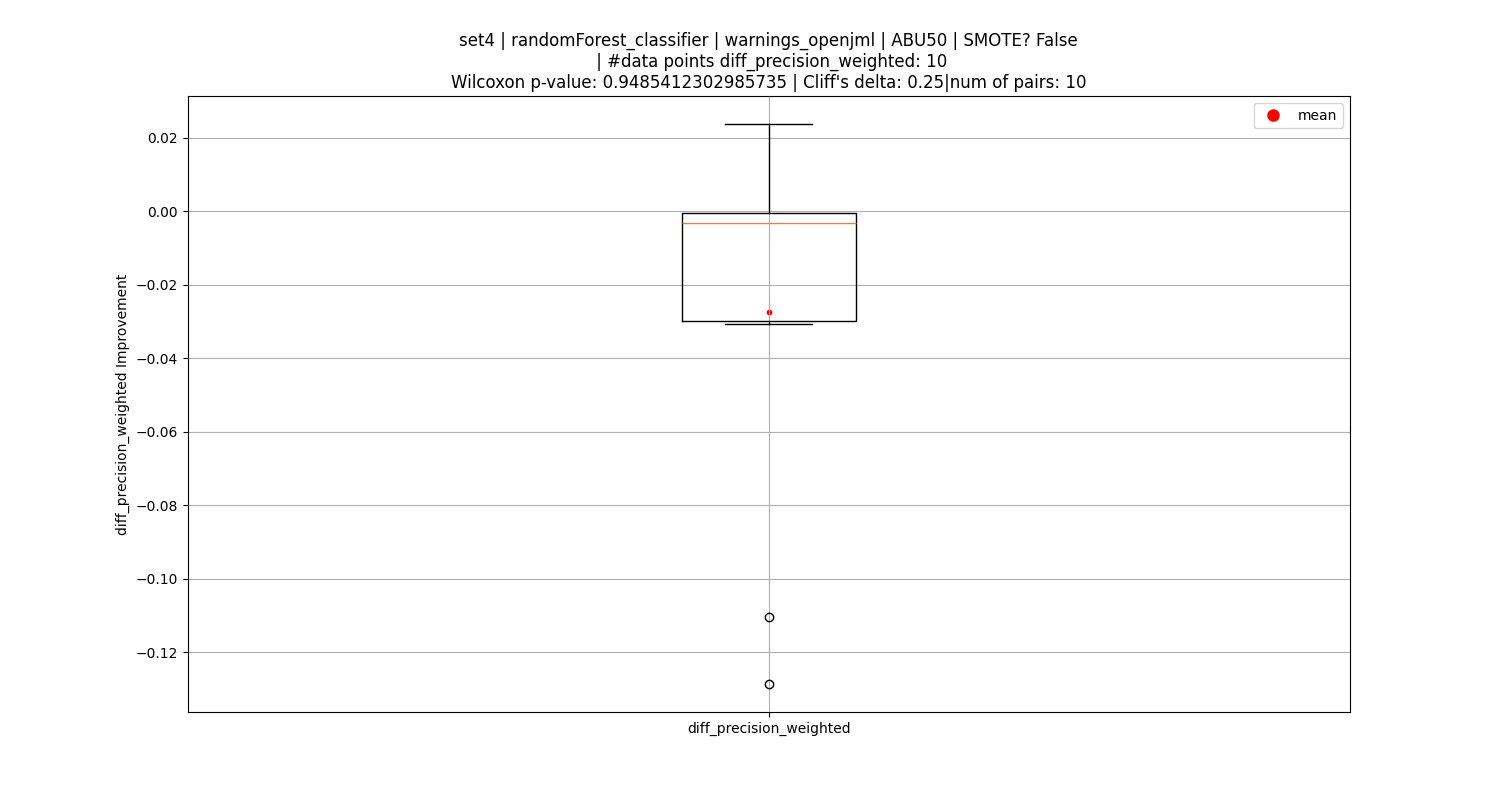 set4 | randomForest_classifier | warnings_openjml | ABU50 | SMOTE? False
| #data points diff_precision_weighted: 10
Wilcoxon p-value: 0.9485412302985735 | Cliff's delta: 0.25|num of pairs: 10
mean
0.02
0.00
−0.02
−0.04
−0.06
−0.08
−0.10
−0.12
diff_precision_weighted Improvement
diff_precision_weighted